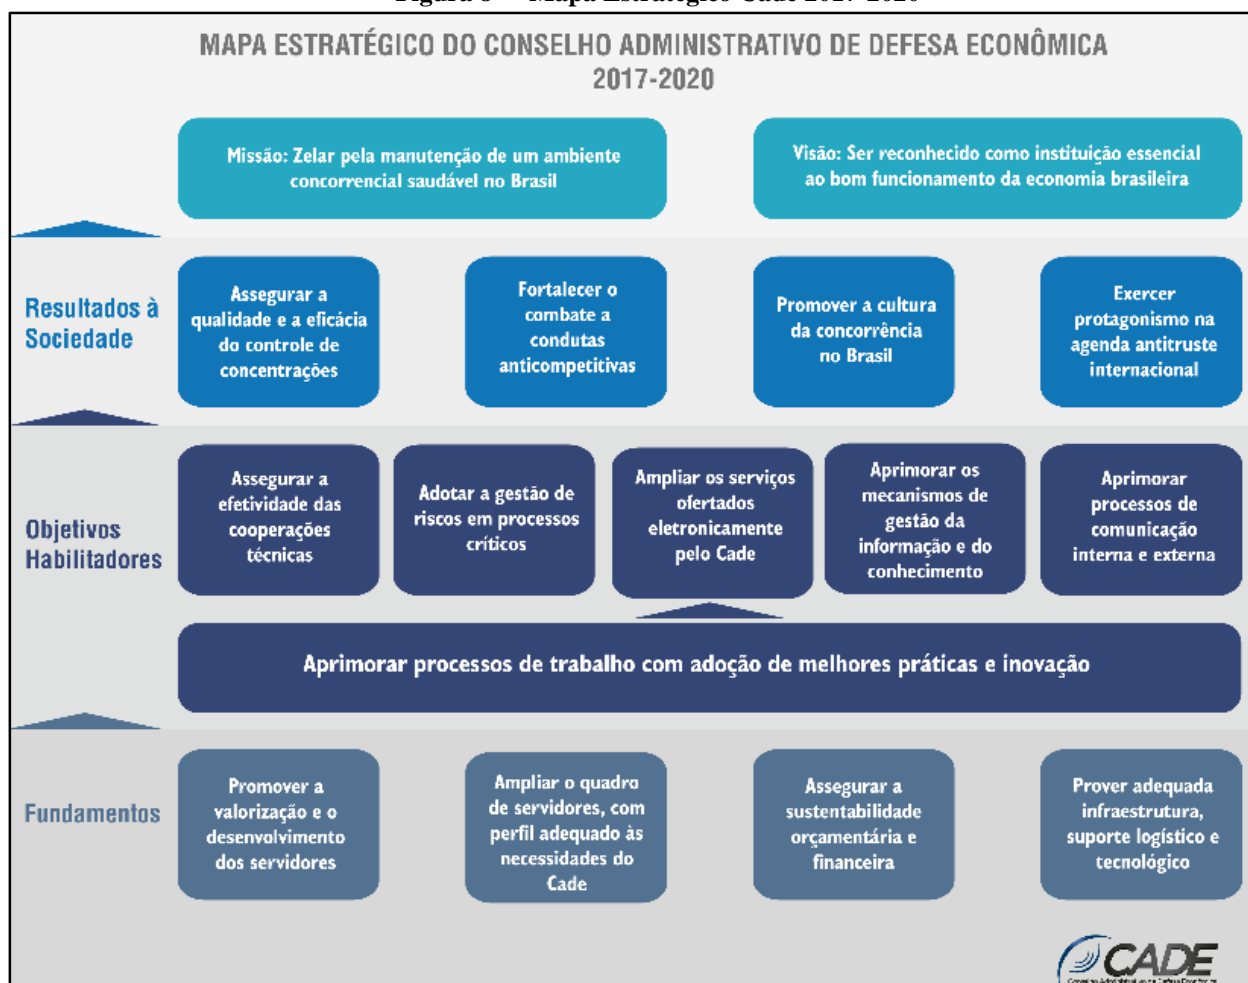 MAPA ESTRATÉGICO DO CONSELHO ADMINISTRATIVO DE DEFESA ECONÔMICA
2017-2020
Missão: Zelar pela manutenção de um ambiente
concorrencial saudável no Brasil
Visão: Ser reconhecido como instituição essencial
ao bom funcionamento da economia brasileira
Resultados à
Sociedade
Assegurar a
qualidade e a eficácia
do controle de
concentrações
Fortalecer o
combate a
condutas
anticompetitivas
Promover a cultura
da concorrência
no Brasil
Exercer
protagonismo na
agenda antitruste
internacional
Objetivos
Habilitadores
Assegurar a
efetividade das
cooperações
técnicas
Adotar a gestão de
riscos em processos
críticos
Ampliar os serviços
ofertados
eletronicamente
pelo Cade
Aprimorar os
mecanismos de
gestão da
informação e do
conhecimento
Aprimorar
processos de
comunicação
interna e externa
Aprimorar processos de trabalho com adoção de melhores práticas e inovação
Fundamentos
Promover a
valorização e o
desenvolvimento
dos servidores
Ampliar o quadro
de servidores, com
perfil adequado às
necessidades do
Cade
Assegurar a
sustentabilidade
orçamentária e
financeira
Prover adequada
infraestrutura,
suporte logístico e
tecnológico
CADE